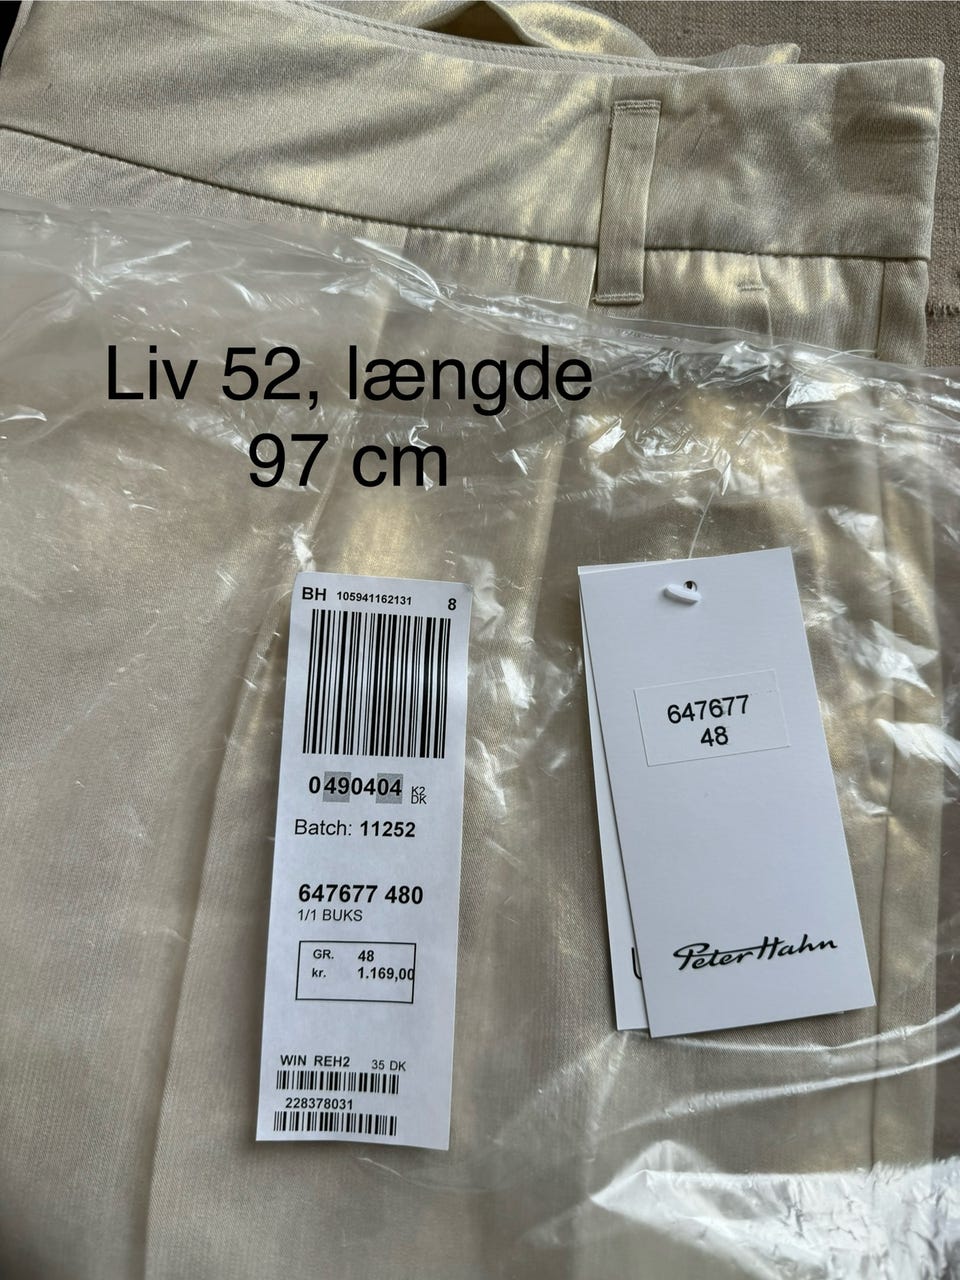 Liv 52, længde
97 cm
BH 105941162131 8
0490404 K2
DK
Batch: 11252
647677 480
1/1 BUKS
GR. 48
kr. 1.169,00
WIN REH2 35 DK
228378031
647677
48
Peter Hahn